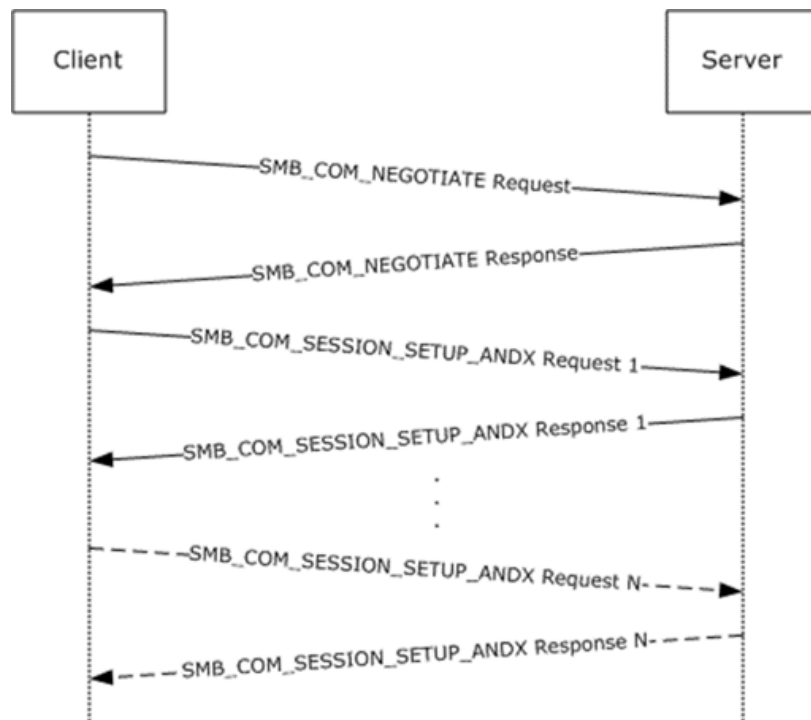 Client
Server
SMB_COM_NEGOTIATE Request
SMB_COM_NEGOTIATE Response
SMB_COM_SESSION_SETUP_ANDX Request 1
SMB_COM_SESSION_SETUP_ANDX Response 1
SMB_COM_SESSION_SETUP_ANDX Request N
SMB_COM_SESSION_SETUP_ANDX Response N